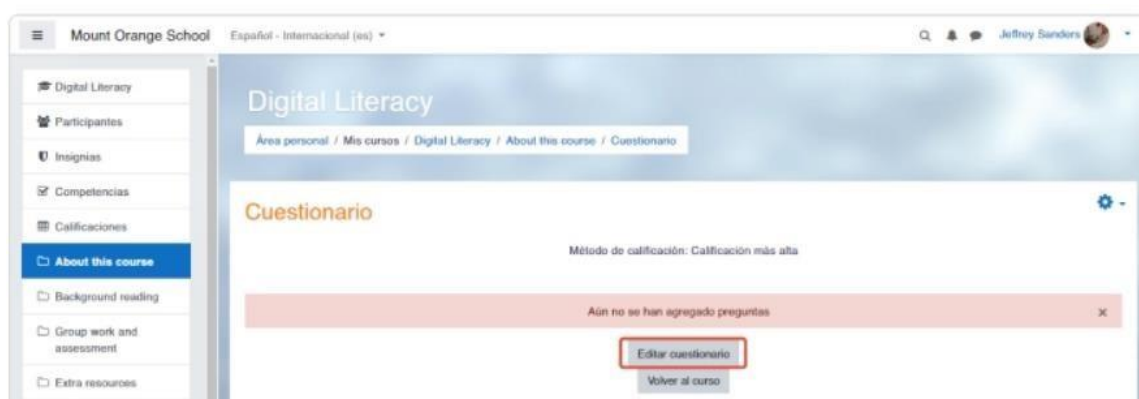 Mount Orange School
Español - Internacional (es)
Jeffrey Sanders
Digital Literacy
Participantes
Insignias
Competencias
Calificaciones
About this course
Background reading
Group work and
assessment
Extra resources
Digital Literacy
Área personal / Mis cursos / Digital Literacy / About this course / Cuestionario
Cuestionario
Método de calificación: Calificación más alta
Aún no se han agregado preguntas
Editar cuestionario
Volver al curso